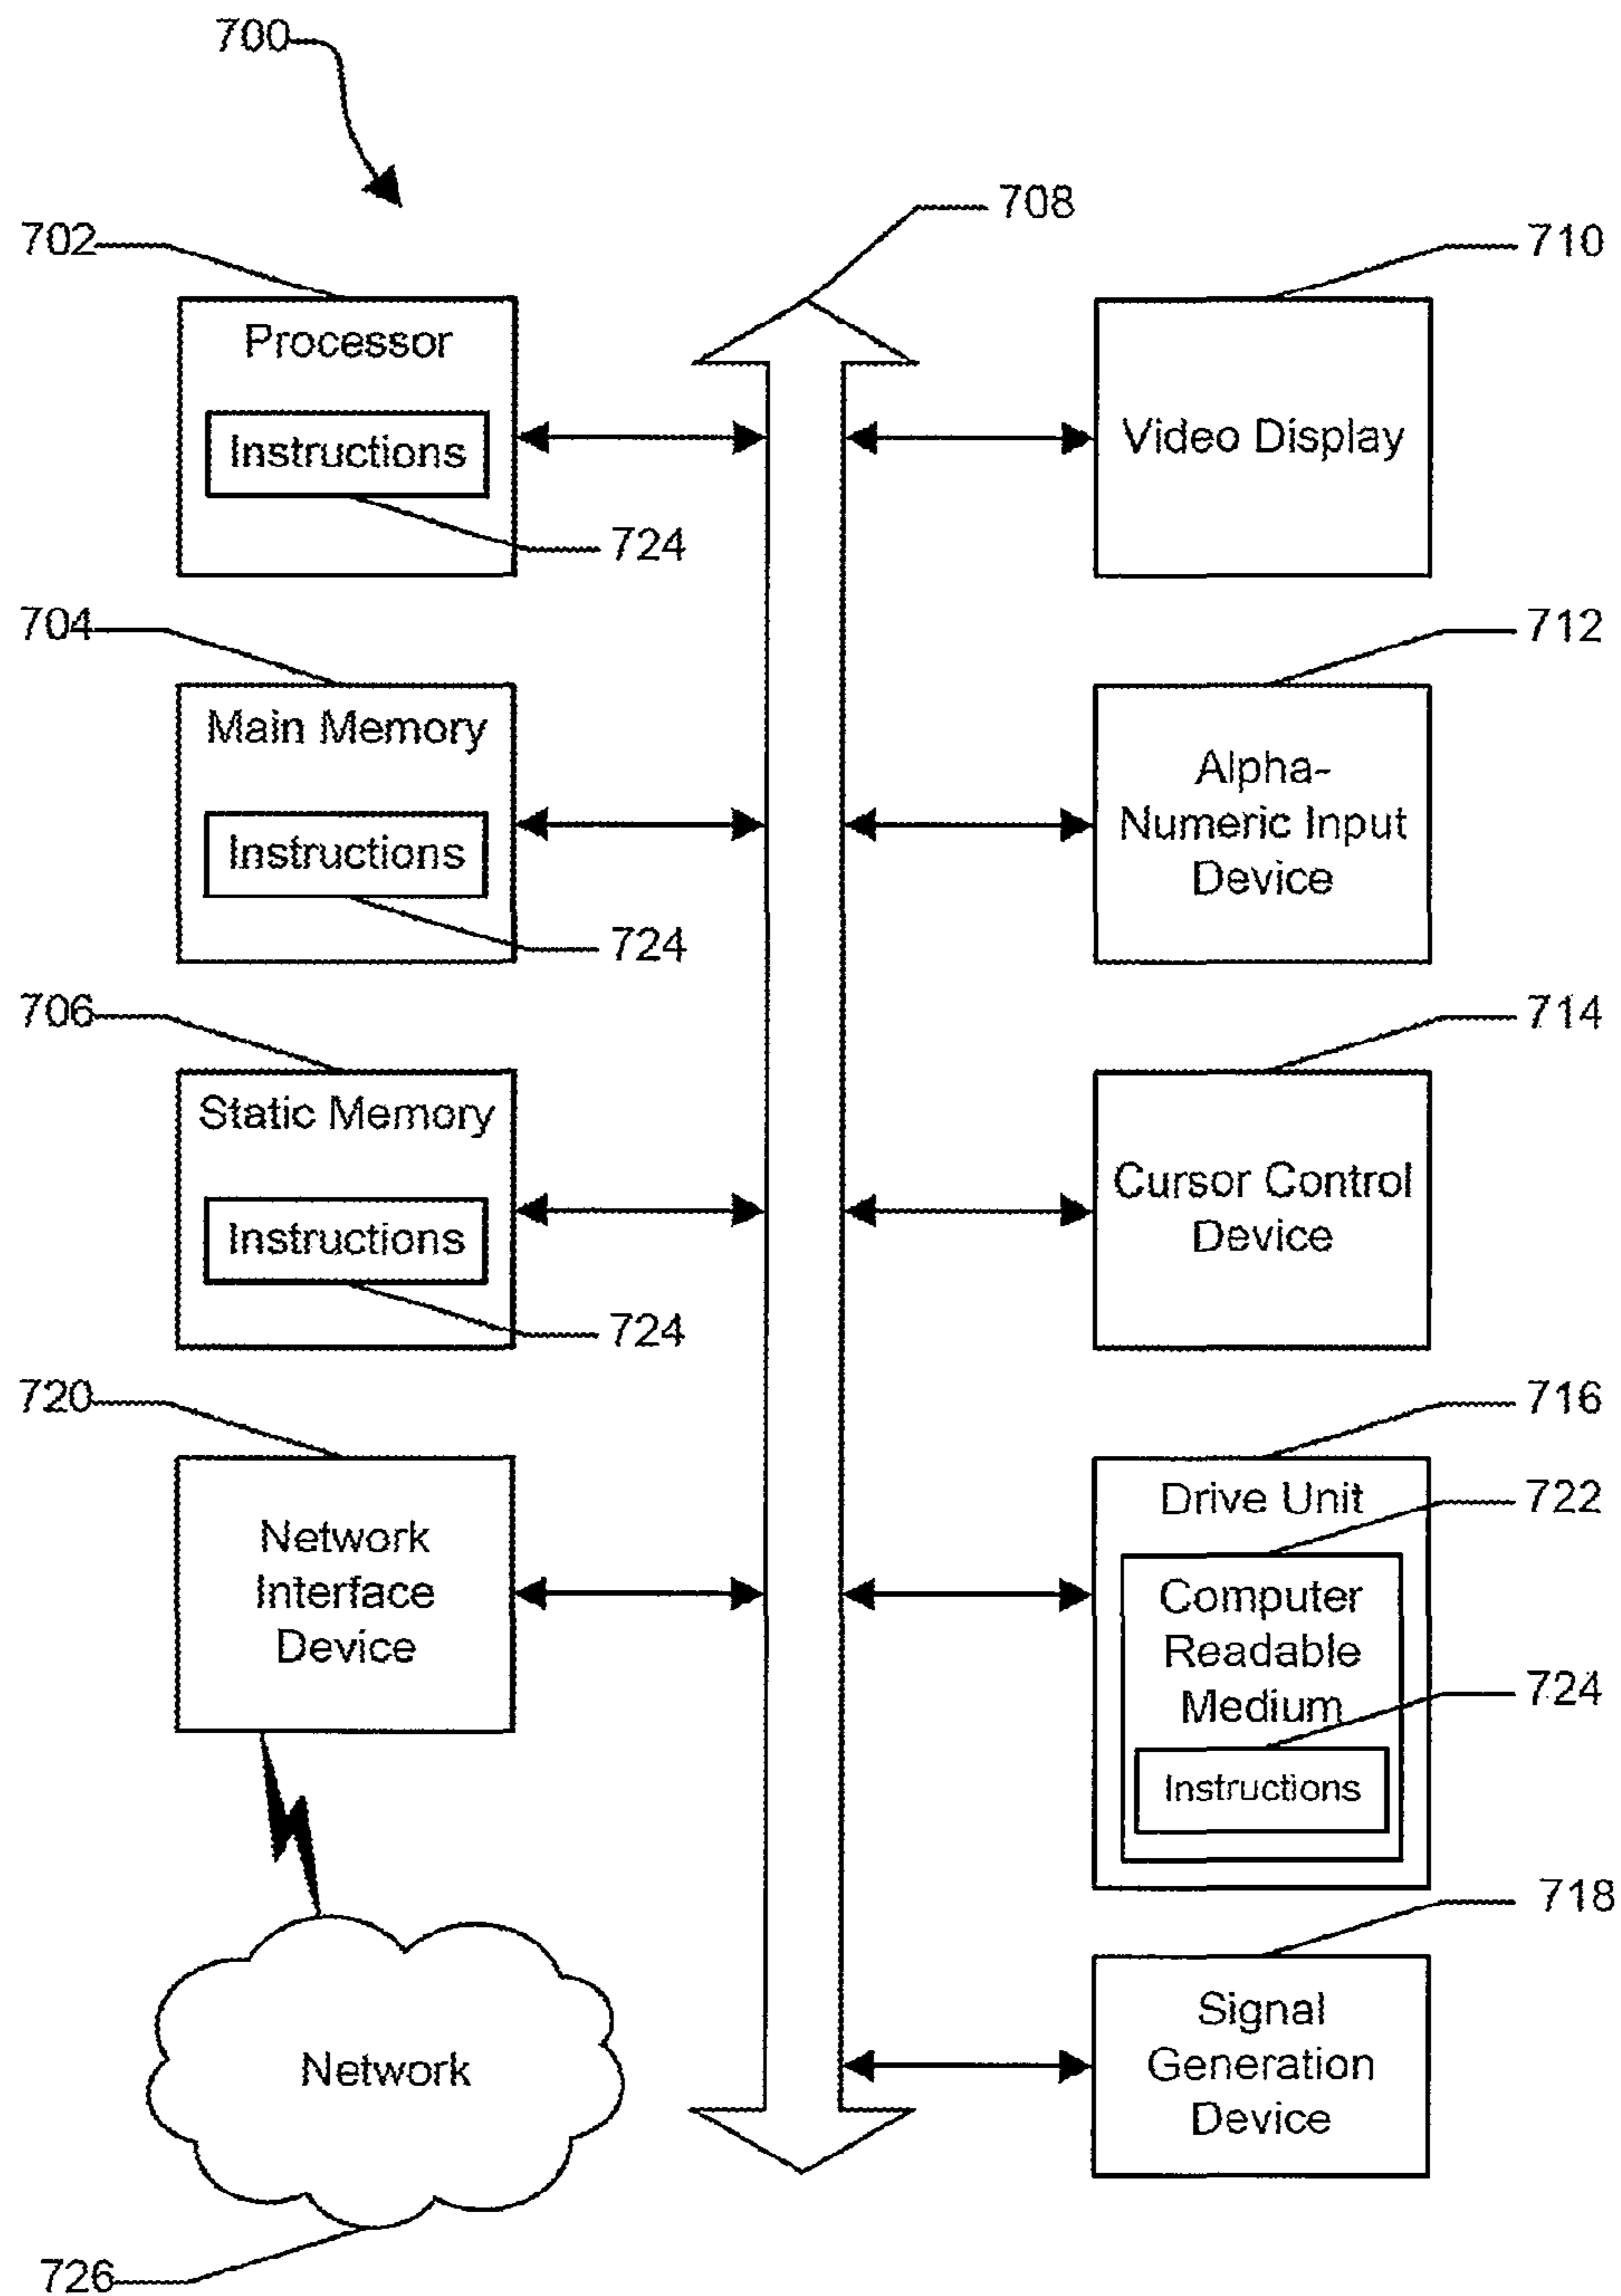 700
708
702
Processor
Instructions
724
710
Video Display
704
Main Memory
Instructions
724
712
Alpha-
Numeric Input
Device
706
Static Memory
Instructions
724
714
Cursor Control
Device
720
Network
Interface
Device
716
Drive Unit
722
Computer
Readable
Medium
724
Instructions
Network
726
718
Signal
Generation
Device